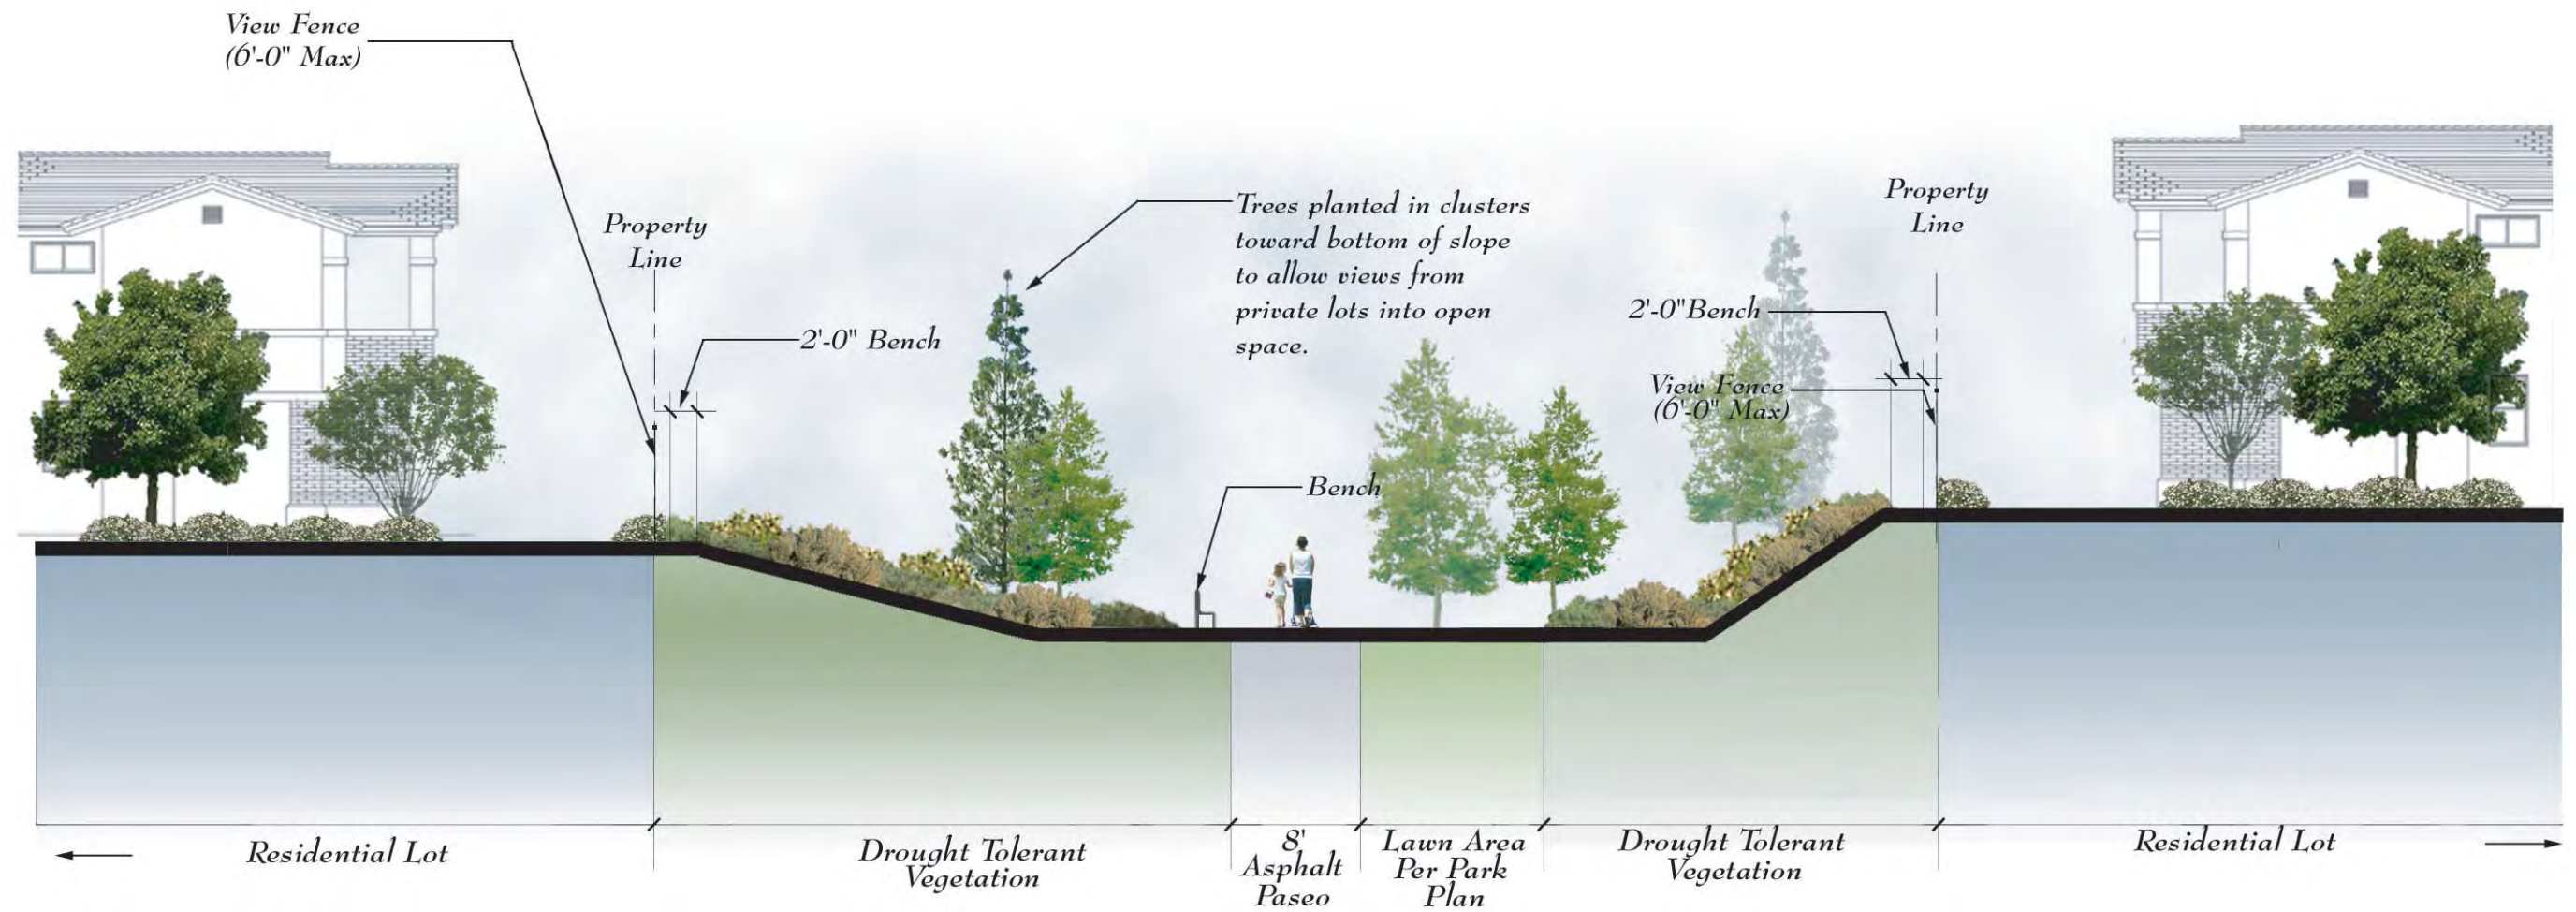 View Fence
(6'-0" Max)
Property
Line
2'-0" Bench
Trees planted in clusters
toward bottom of slope
to allow views from
private lots into open
space.
Bench
Property
Line
2'-0"Bench
View Fence
(6'-0" Max)
Residential Lot
Drought Tolerant
Vegetation
8'
Asphalt
Paseo
Lawn Area
Per Park
Plan
Drought Tolerant
Vegetation
Residential Lot